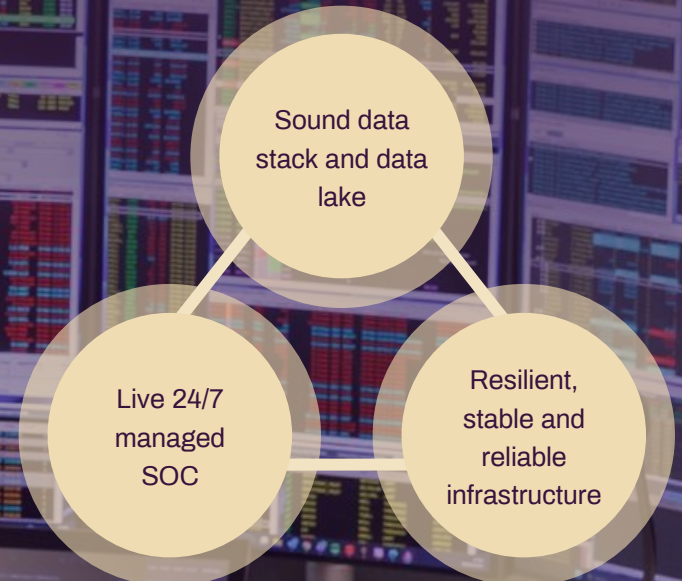 Sound data
stack and data
lake
Live 24/7
managed
SOC
Resilient,
stable and
reliable
infrastructure